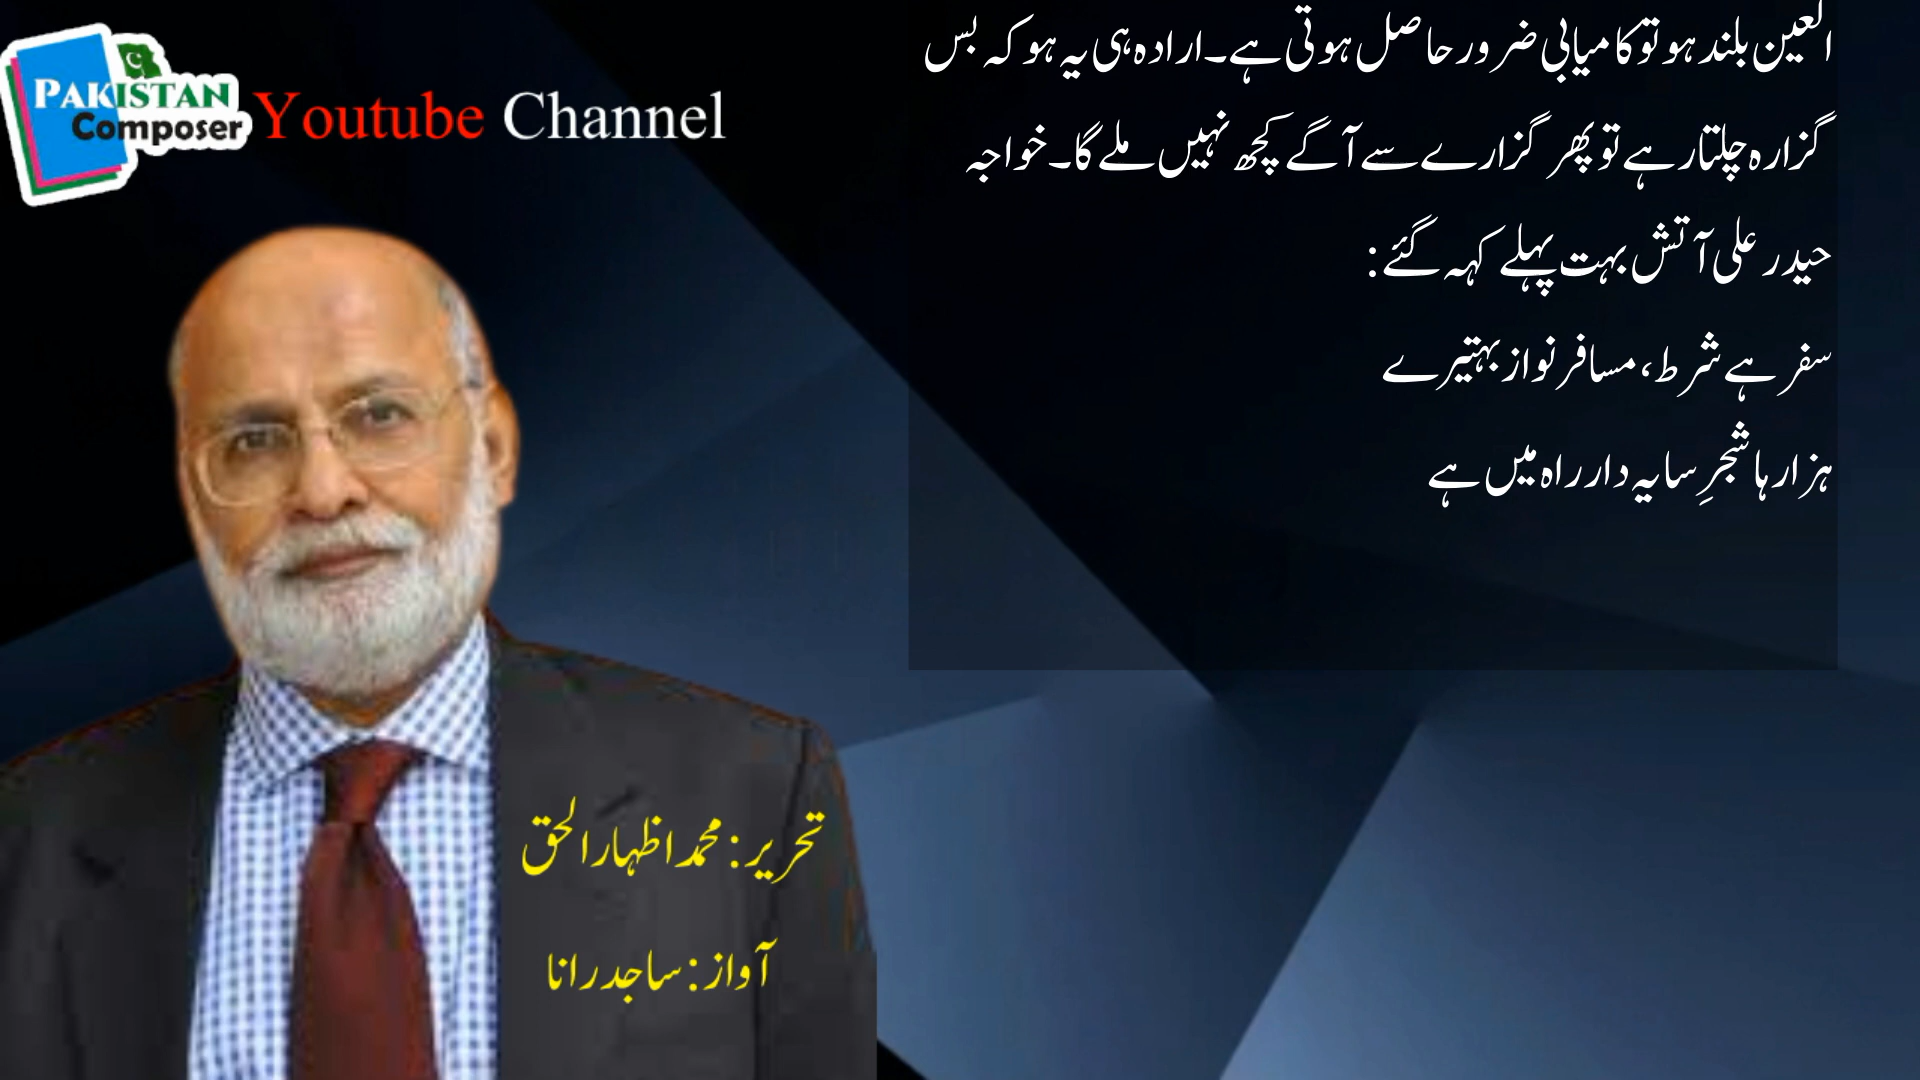 PAKISTAN
Composer
Youtube Channel
العین بلند ہو تو کامیابی ضرور حاصل ہوتی ہے۔ ارادہ ہی یہ ہو کہ بس
گزارہ چلتا رہے تو پھر گزارے سے آگے کچھ نہیں ملے گا۔ خواجہ
حیدر علی آتش بہت پہلے کہہ گئے :
سفر ہے شرط، مسافر نواز بہتیرے
ہزارہا شجرِ سایہ دار راہ میں ہے
تحریر : محمد اظہار الحق
آواز : ساجد رانا